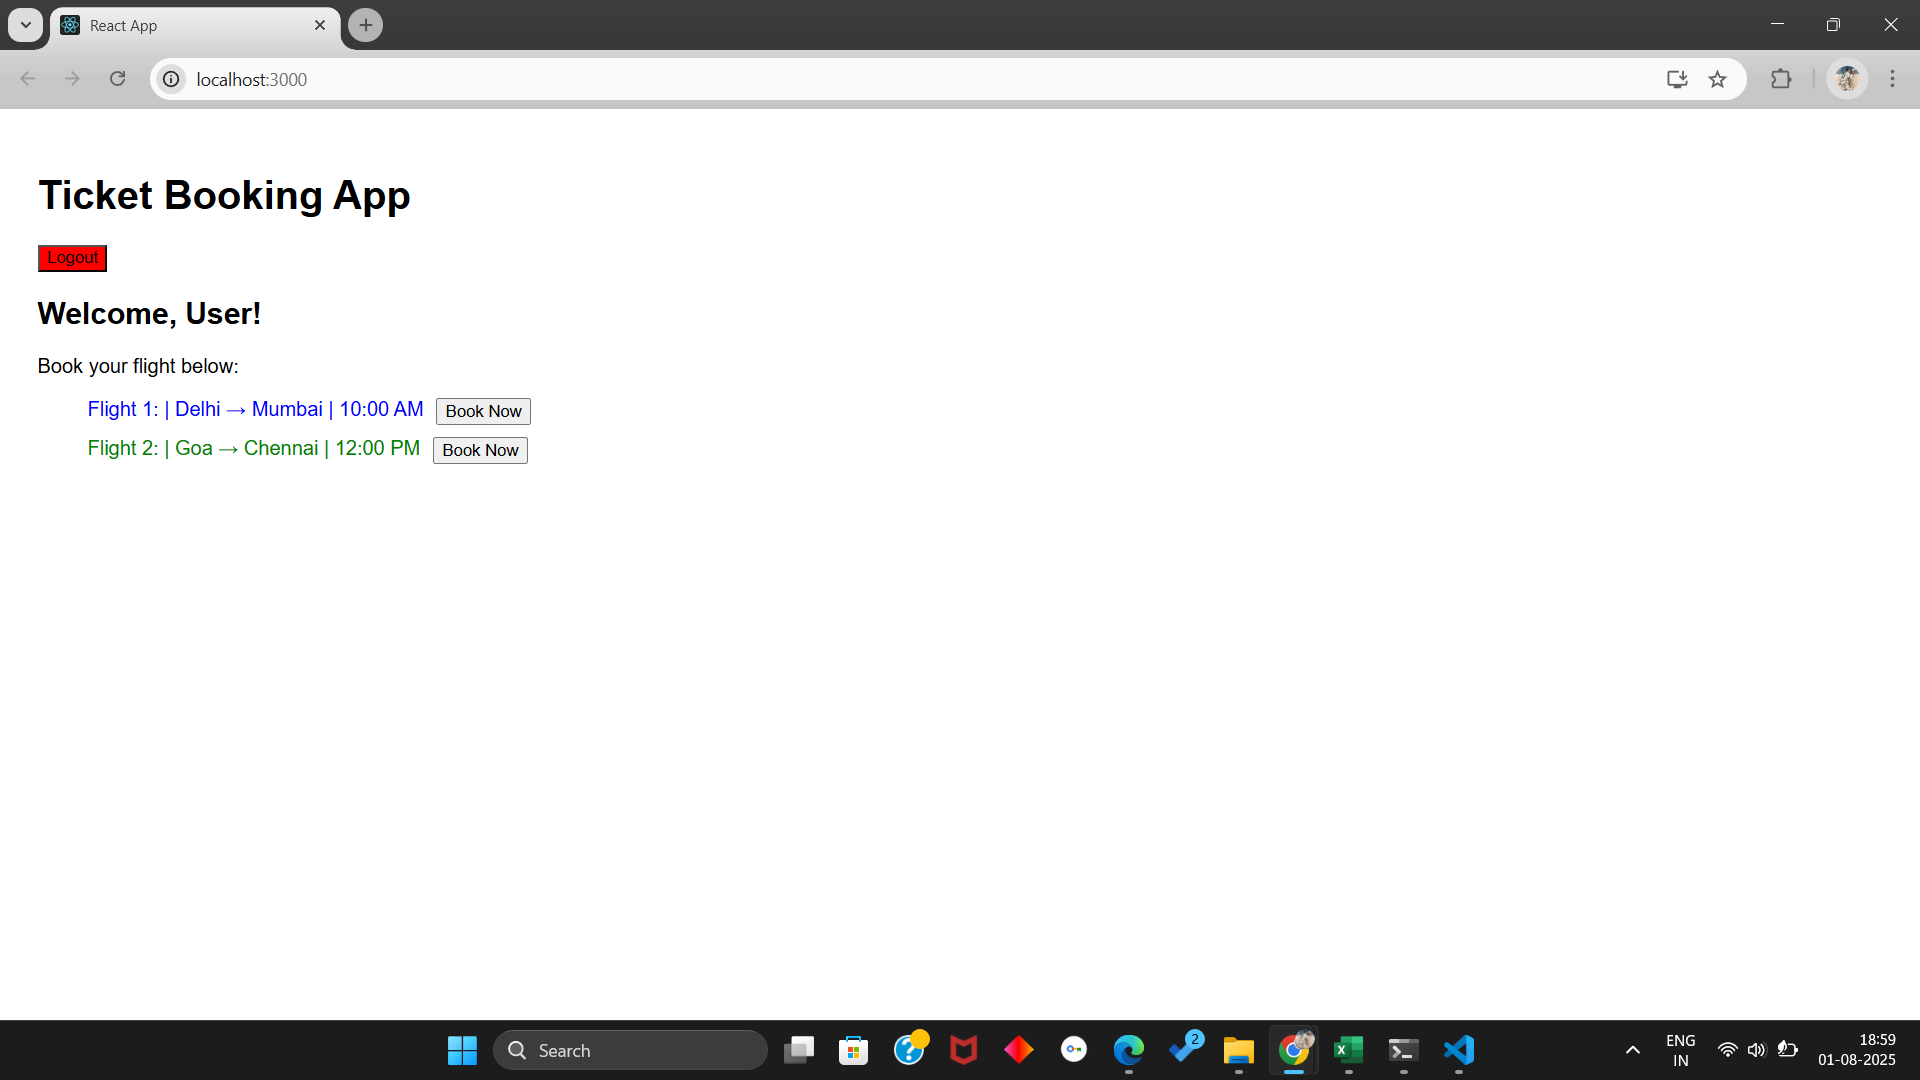 React App
localhost:3000
Ticket Booking App
Logout
Welcome, User!
Book your flight below:
Flight 1: | Delhi → Mumbai | 10:00 AM Book Now
Flight 2: | Goa → Chennai | 12:00 PM Book Now
Search
2
ENG
IN
18:59
01-08-2025